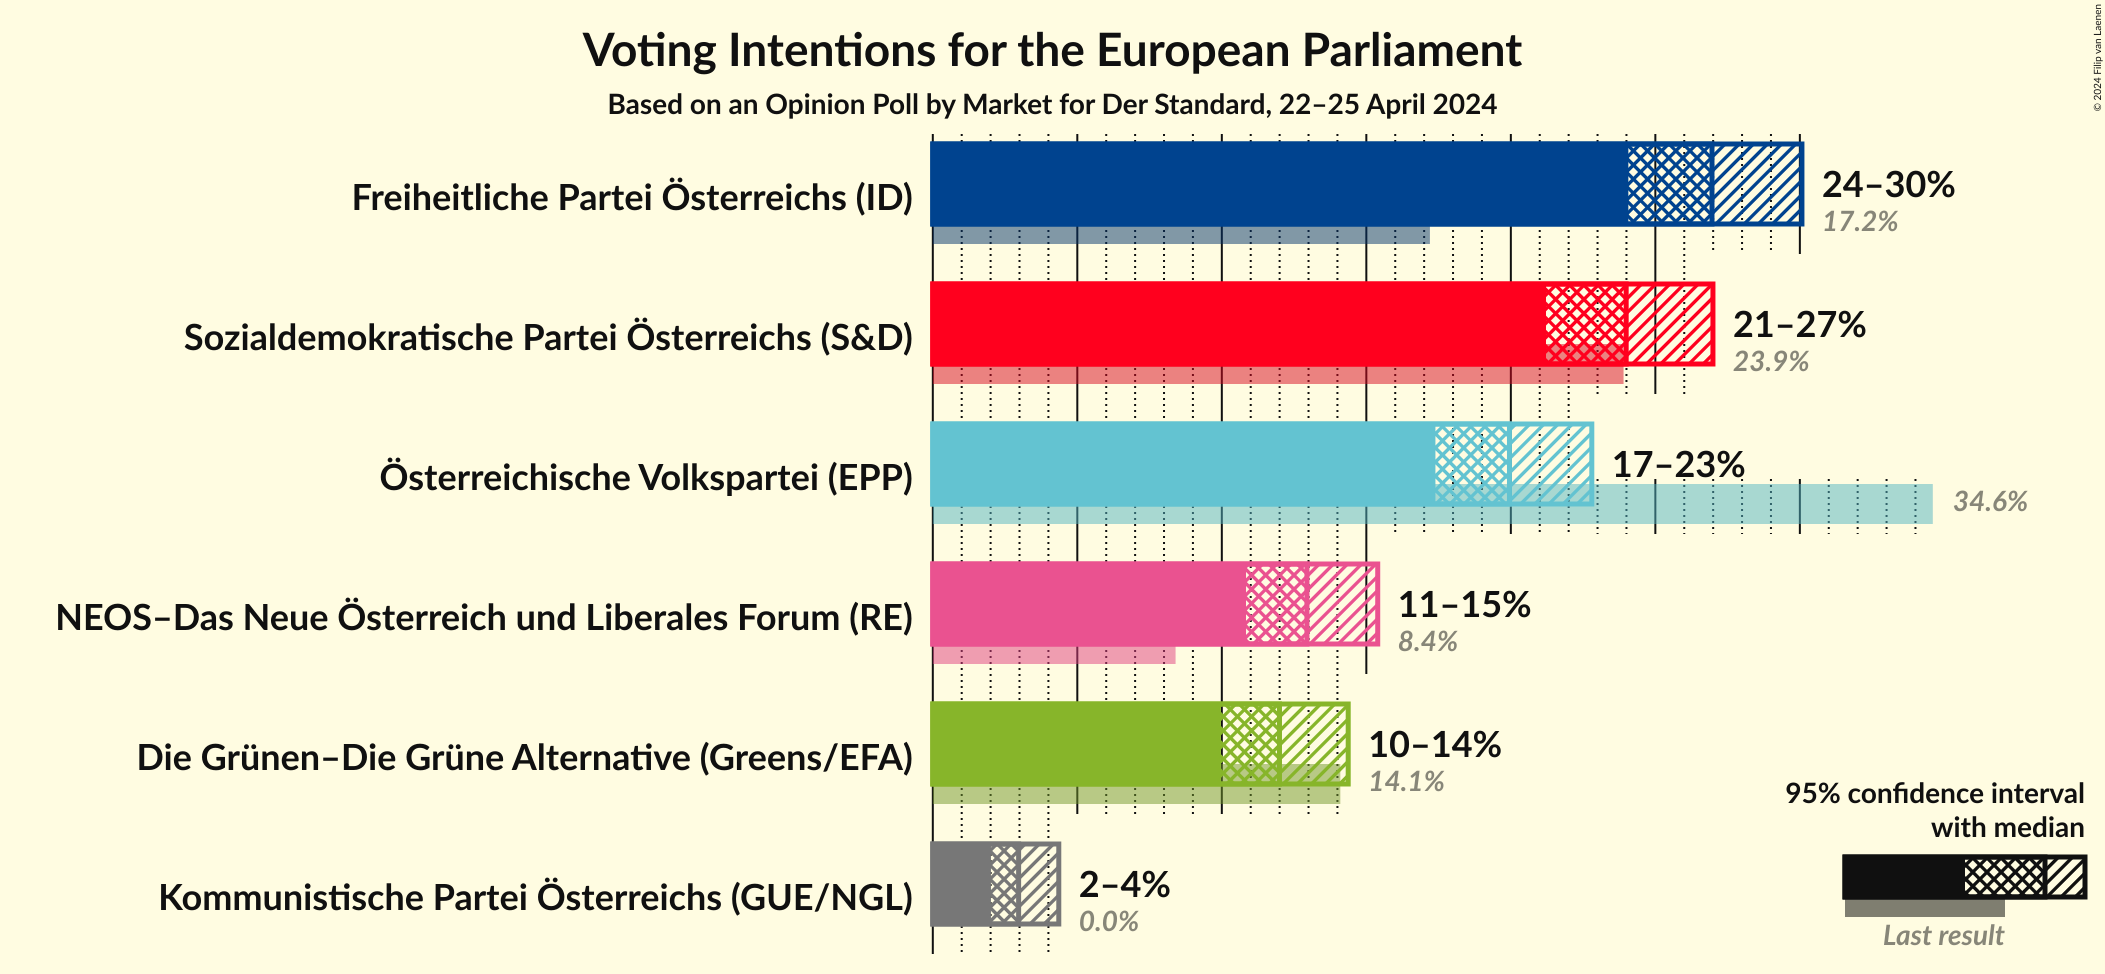 Voting Intentions for the European Parliament
Based on an Opinion Poll by Market for Der Standard, 22–25 April 2024
© 2024 Filip van Laenen
Freiheitliche Partei Österreichs (ID)
24–30%
17.2%
Sozialdemokratische Partei Österreichs (S&D)
21–27%
23.9%
Österreichische Volkspartei (EPP)
17–23%
34.6%
NEOS–Das Neue Österreich und Liberales Forum (RE)
11–15%
8.4%
Die Grünen–Die Grüne Alternative (Greens/EFA)
10–14%
14.1%
Kommunistische Partei Österreichs (GUE/NGL)
2–4%
0.0%
95% confidence interval
with median
Last result